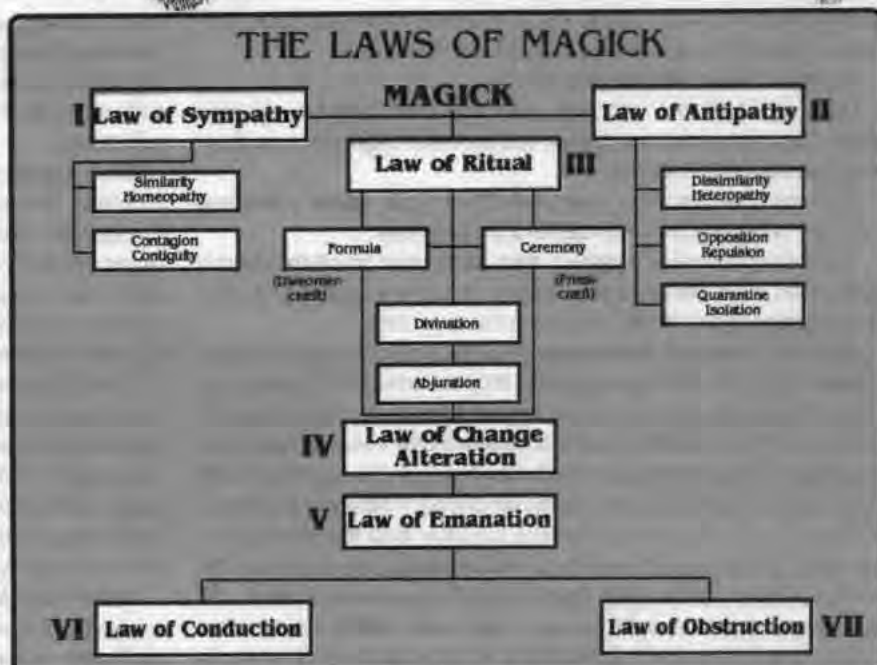 THE LAWS OF MAGICK
MAGICK
I Law of Sympathy
Law of Antipathy II
Law of Ritual III
Similarity
Homeopathy
Contagion
Contiguity
Dissimilarity
Heteropathy
Opposition
Repulsion
Quarantine
Isolation
Formula
Ceremony
(Dweomer-
craft)
(Priest-
craft)
Divination
Abjuration
IV Law of Change
Alteration
V Law of Emanation
VI Law of Conduction
Law of Obstruction VII